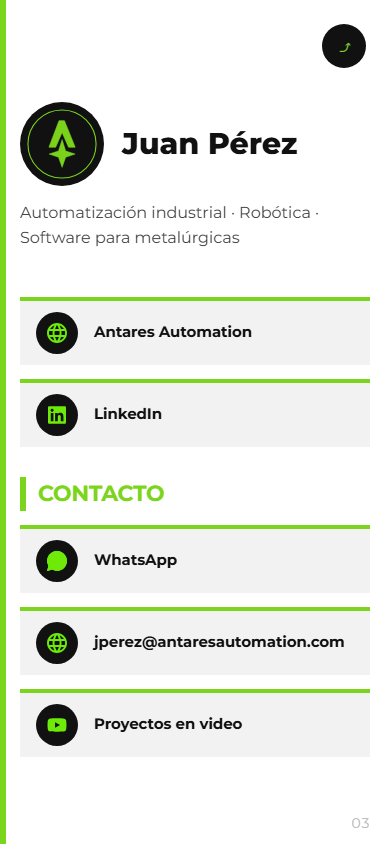 Juan Pérez
Automatización industrial · Robótica ·
Software para metalúrgicas
Antares Automation
LinkedIn
CONTACTO
WhatsApp
jperez@antaresautomation.com
Proyectos en video
03